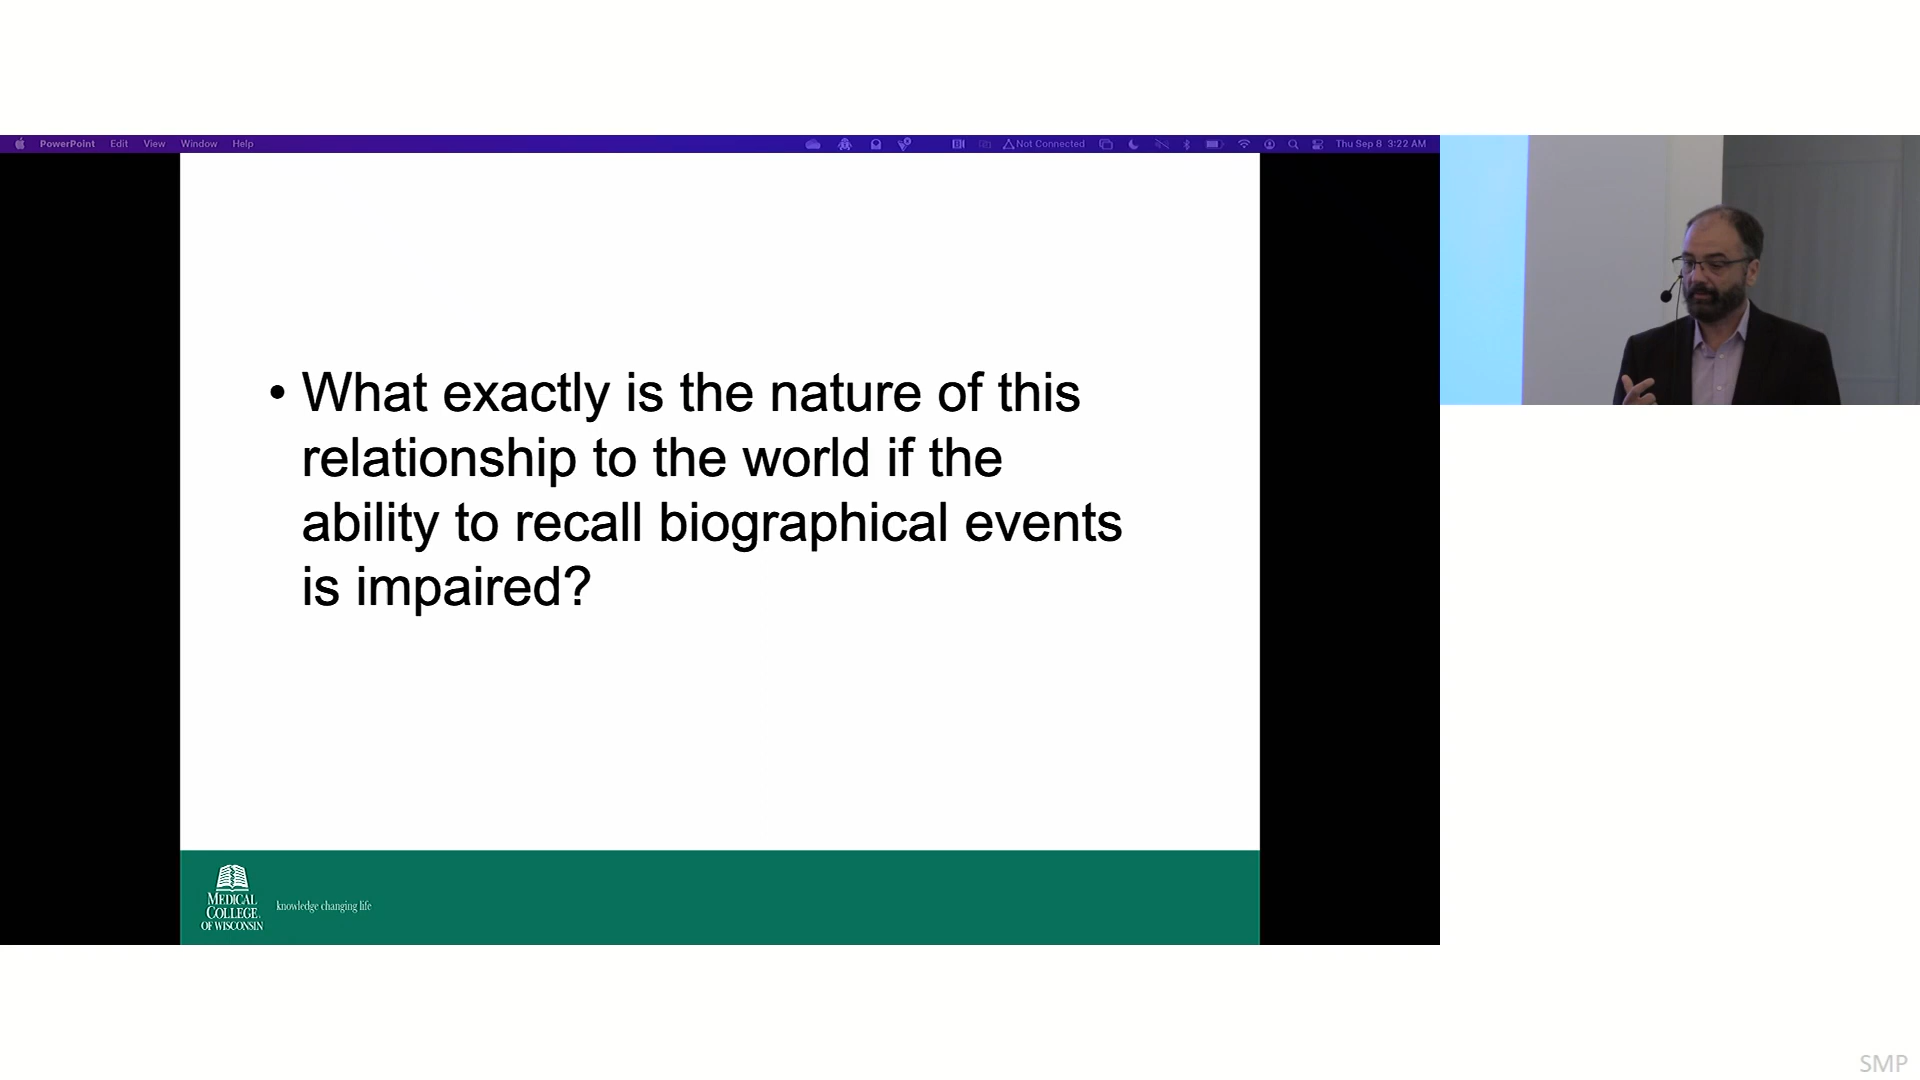 PowerPoint Edit View Window Help Not Connected Thu Sep 8 3:22 AM
• What exactly is the nature of this
relationship to the world if the
ability to recall biographical events
is impaired?
MEDICAL
COLLEGE
OF WISCONSIN
knowledge changing life
SMP